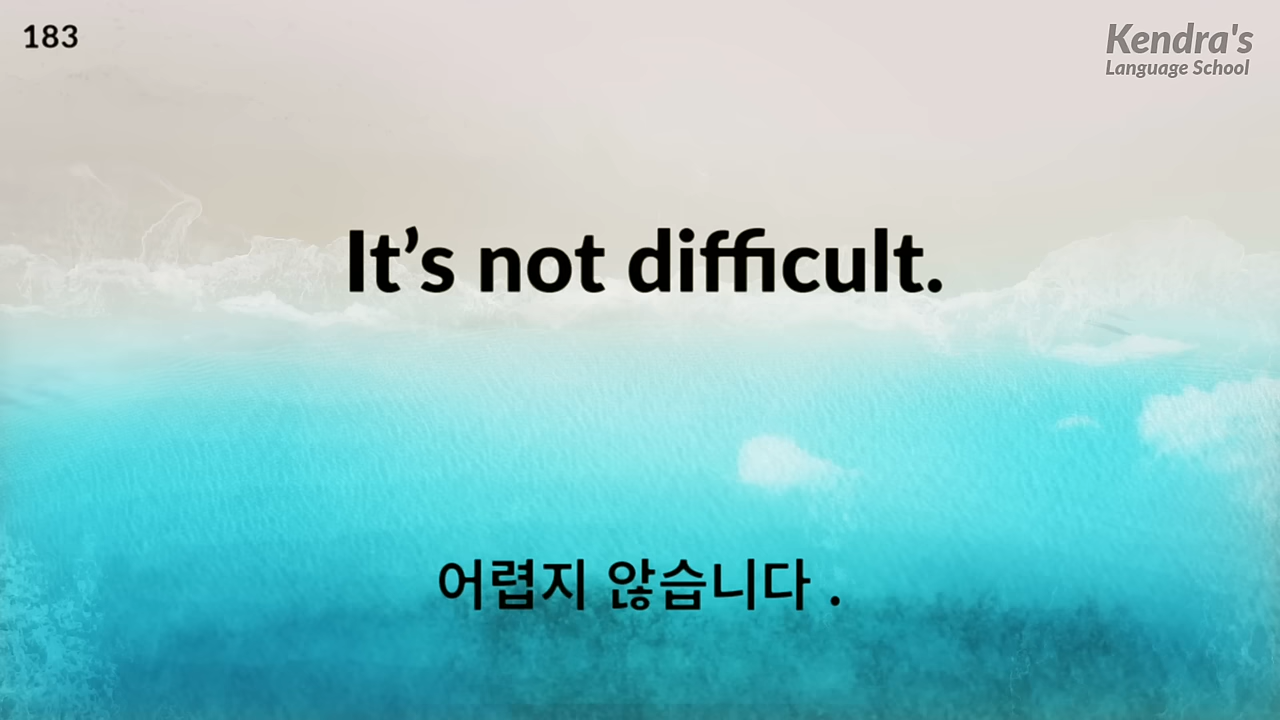 183
Kendra's
Language School
It’s not difficult.
어렵지 않습니다 .